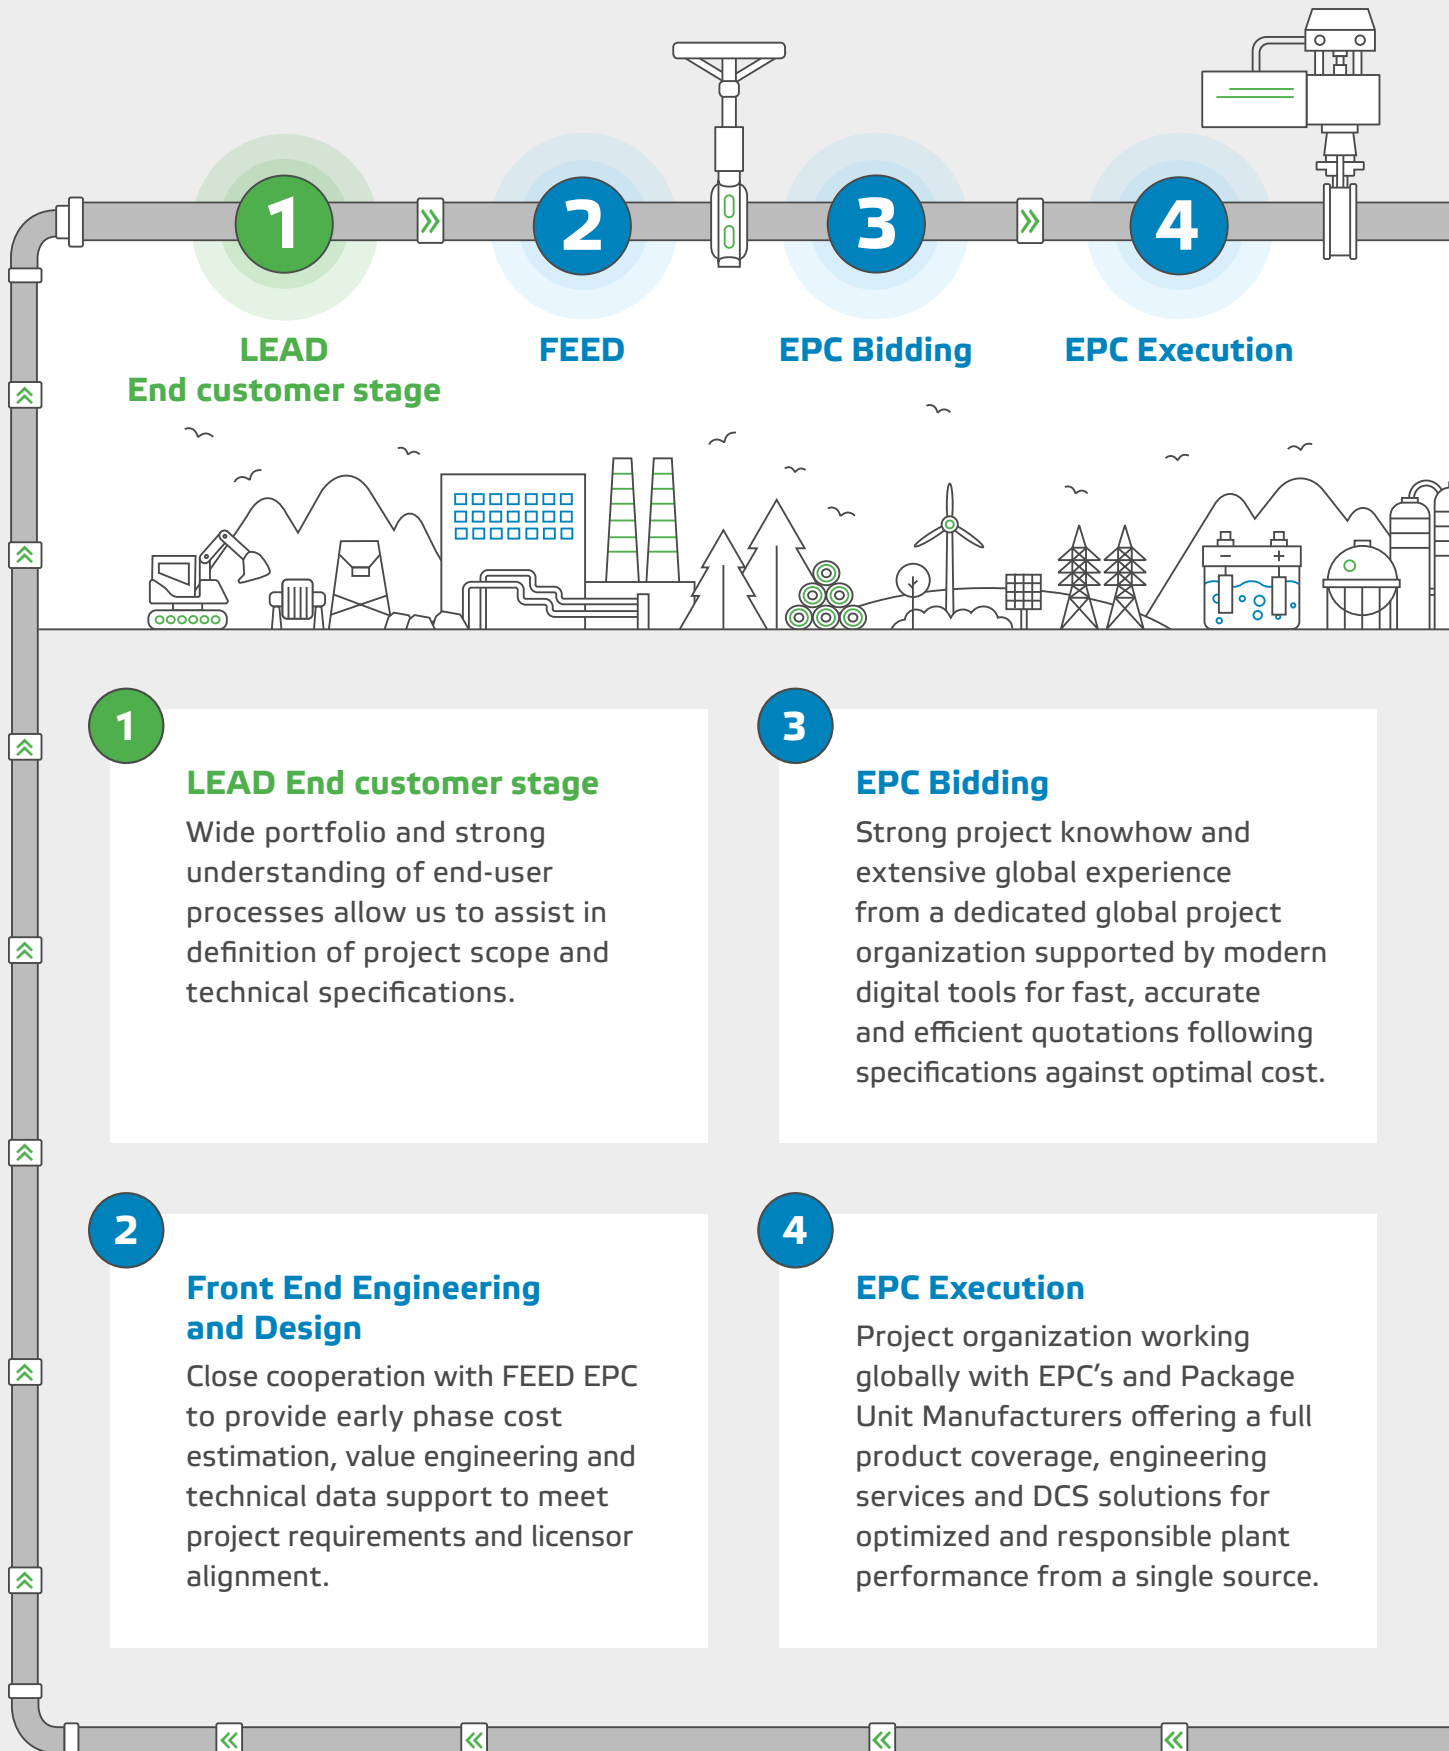 1
2
3
4
LEAD
End customer stage
FEED
EPC Bidding
EPC Execution
1
LEAD End customer stage
Wide portfolio and strong
understanding of end-user
processes allow us to assist in
definition of project scope and
technical specifications.
2
Front End Engineering
and Design
Close cooperation with FEED EPC
to provide early phase cost
estimation, value engineering and
technical data support to meet
project requirements and licensor
alignment.
3
EPC Bidding
Strong project knowhow and
extensive global experience
from a dedicated global project
organization supported by modern
digital tools for fast, accurate
and efficient quotations following
specifications against optimal cost.
4
EPC Execution
Project organization working
globally with EPC’s and Package
Unit Manufacturers offering a full
product coverage, engineering
services and DCS solutions for
optimized and responsible plant
performance from a single source.